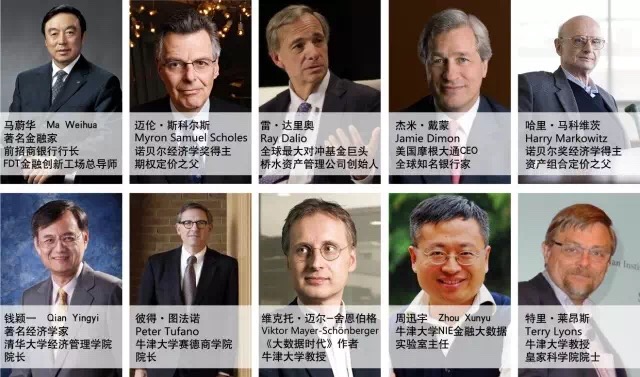 马蔚华 Ma Weihua
著名金融家
前招商银行行长
FDT金融创新工场总导师
迈伦·斯科尔斯
Myron Samuel Scholes
诺贝尔经济学奖得主
期权定价之父
雷·达里奥
Ray Dalio
全球最大对冲基金巨头
桥水资产管理公司创始人
杰米·戴蒙
Jamie Dimon
美国摩根大通CEO
全球知名银行家
哈里·马科维茨
Harry Markowitz
诺贝尔奖经济学得主
资产组合定价之父
钱颖一 Qian Yingyi
著名经济学家
清华大学经济管理学院
院长
彼得·图法诺
Peter Tufano
牛津大学赛德商学院
院长
维克托·迈尔-舍恩伯格
Viktor Mayer-Schönberger
《大数据时代》作者
牛津大学教授
周迅宇 Zhou Xunyu
牛津大学NIE金融大数据
实验室主任
特里·莱昂斯
Terry Lyons
牛津大学教授
皇家科学院院士